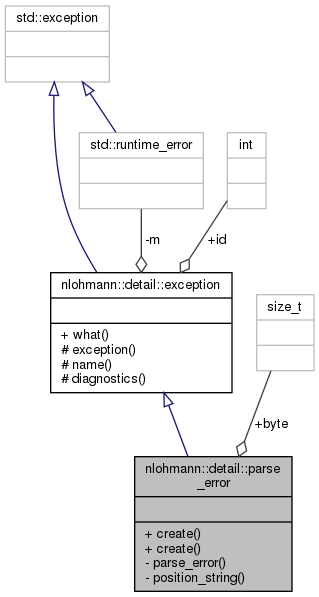 std::exception
std::runtime_error
int
-m
+id
nlohmann::detail::exception
+ what()
# exception()
# name()
# diagnostics()
size_t
+byte
nlohmann::detail::parse
_error
+ create()
+ create()
- parse_error()
- position_string()